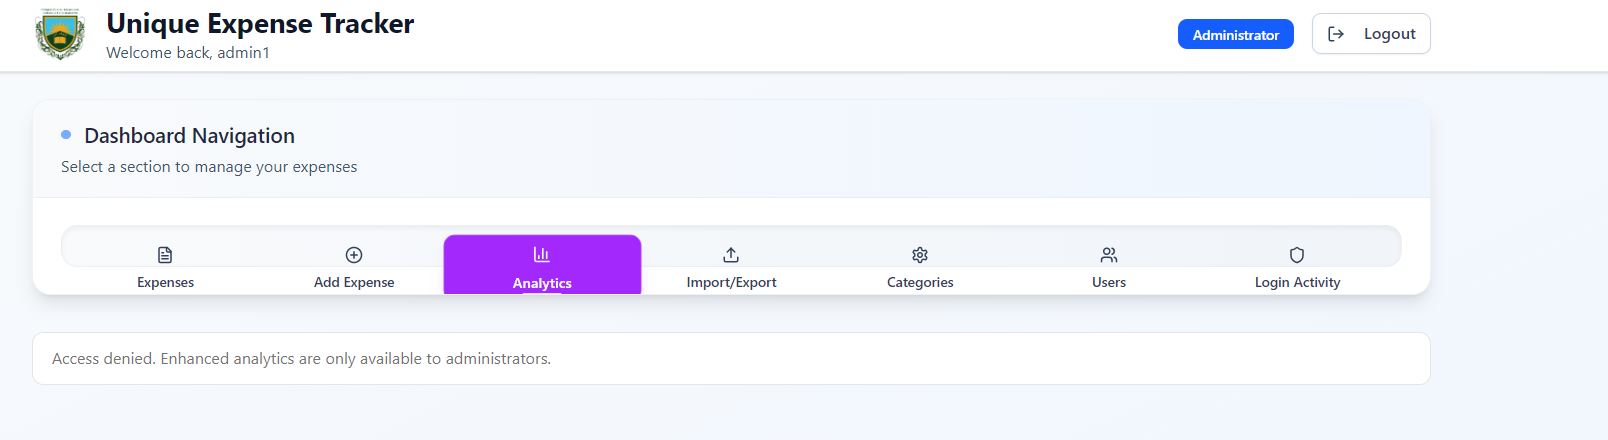 Unique Expense Tracker
Welcome back, admin1
Administrator
Logout
Dashboard Navigation
Select a section to manage your expenses
Expenses
Add Expense
Analytics
Import/Export
Categories
Users
Login Activity
Access denied. Enhanced analytics are only available to administrators.